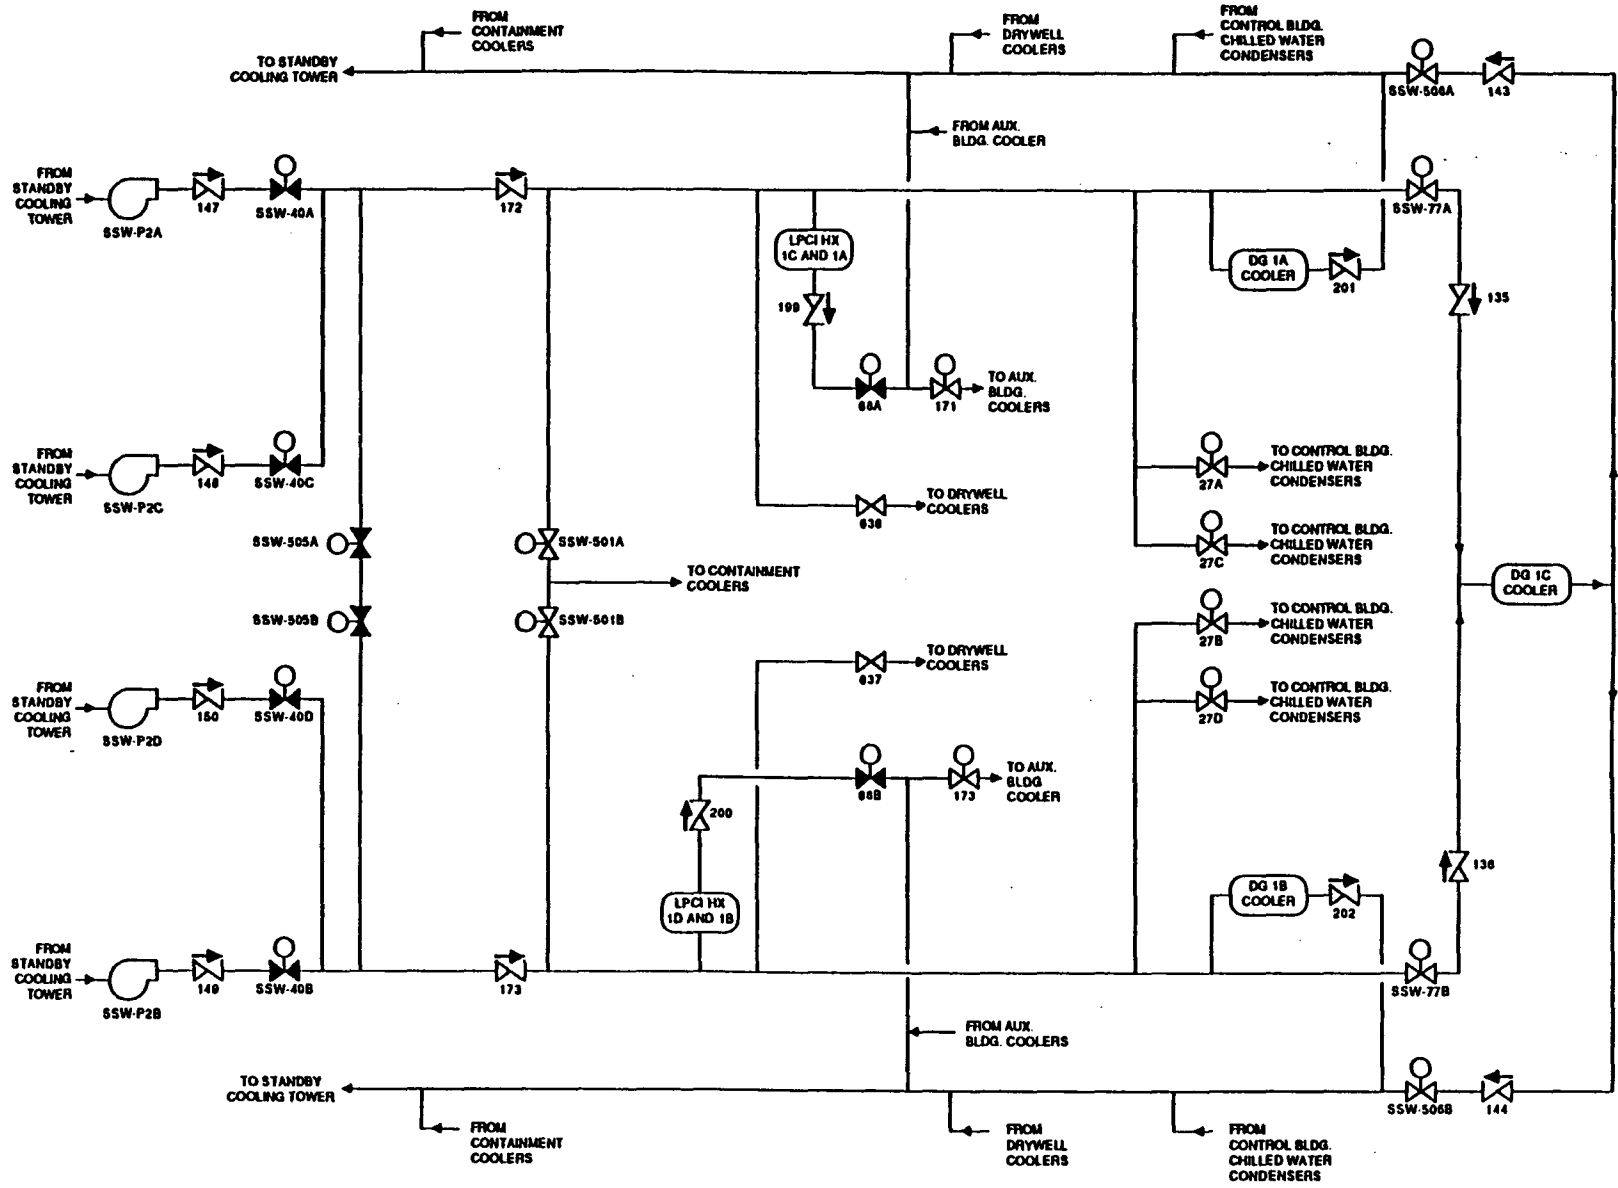 FROM
CONTAINMENT
COOLERS
FROM
DRYWELL
COOLERS
FROM
CONTROL BLDG.
CHILLED WATER
CONDENSERS
TO STANDBY
COOLING TOWER
SSW-506A
143
FROM AUX.
BLDG. COOLER
FROM
STANDBY
COOLING
TOWER
SSW-P2A
147
SSW-40A
172
SSW-77A
LPCI HX
1C AND 1A
DG 1A
COOLER
201
199
135
68A
171
TO AUX.
BLDG.
COOLERS
FROM
STANDBY
COOLING
TOWER
SSW-P2C
148
SSW-40C
27A
TO CONTROL BLDG.
CHILLED WATER
CONDENSERS
636
TO DRYWELL
COOLERS
SSW-505A
SSW-501A
27C
TO CONTROL BLDG.
CHILLED WATER
CONDENSERS
TO CONTAINMENT
COOLERS
DG 1C
COOLER
SSW-505B
SSW-501B
27B
TO CONTROL BLDG.
CHILLED WATER
CONDENSERS
637
TO DRYWELL
COOLERS
FROM
STANDBY
COOLING
TOWER
SSW-P2D
150
SSW-40D
27D
TO CONTROL BLDG.
CHILLED WATER
CONDENSERS
68B
173
TO AUX.
BLDG
COOLER
200
LPCI HX
1D AND 1B
136
DG 1B
COOLER
202
FROM
STANDBY
COOLING
TOWER
SSW-P2B
149
SSW-40B
173
SSW-77B
FROM AUX.
BLDG. COOLERS
TO STANDBY
COOLING TOWER
SSW-506B
144
FROM
CONTAINMENT
COOLERS
FROM
DRYWELL
COOLERS
FROM
CONTROL BLDG.
CHILLED WATER
CONDENSERS